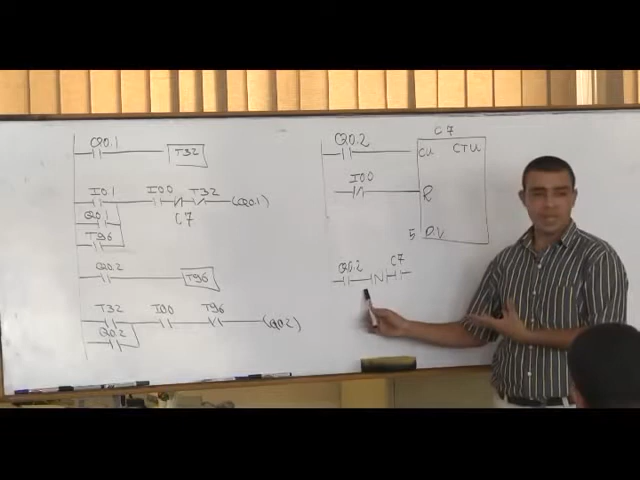 Q0.1
T32
I0.1 I0.0 T32 (Q0.1)
Q0.1 C7
T96
Q0.2
T96
T32 I0.0 T96 (Q0.2)
Q0.2
C7
Q0.2 CU CTU
I0.0 R
5 P.V
Q0.2 N C7